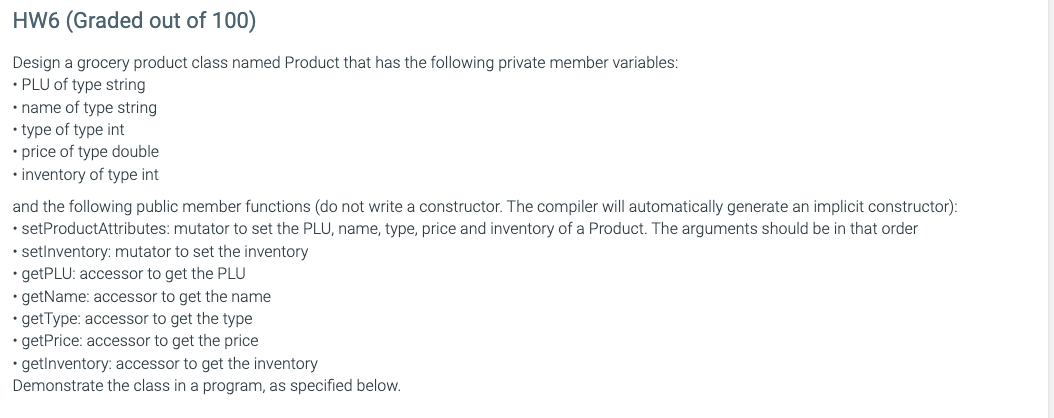 HW6 (Graded out of 100)
Design a grocery product class named Product that has the following private member variables:
• PLU of type string
• name of type string
• type of type int
• price of type double
• inventory of type int
and the following public member functions (do not write a constructor. The compiler will automatically generate an implicit constructor):
• setProductAttributes: mutator to set the PLU, name, type, price and inventory of a Product. The arguments should be in that order
• setInventory: mutator to set the inventory
• getPLU: accessor to get the PLU
• getName: accessor to get the name
• getType: accessor to get the type
• getPrice: accessor to get the price
• getInventory: accessor to get the inventory
Demonstrate the class in a program, as specified below.